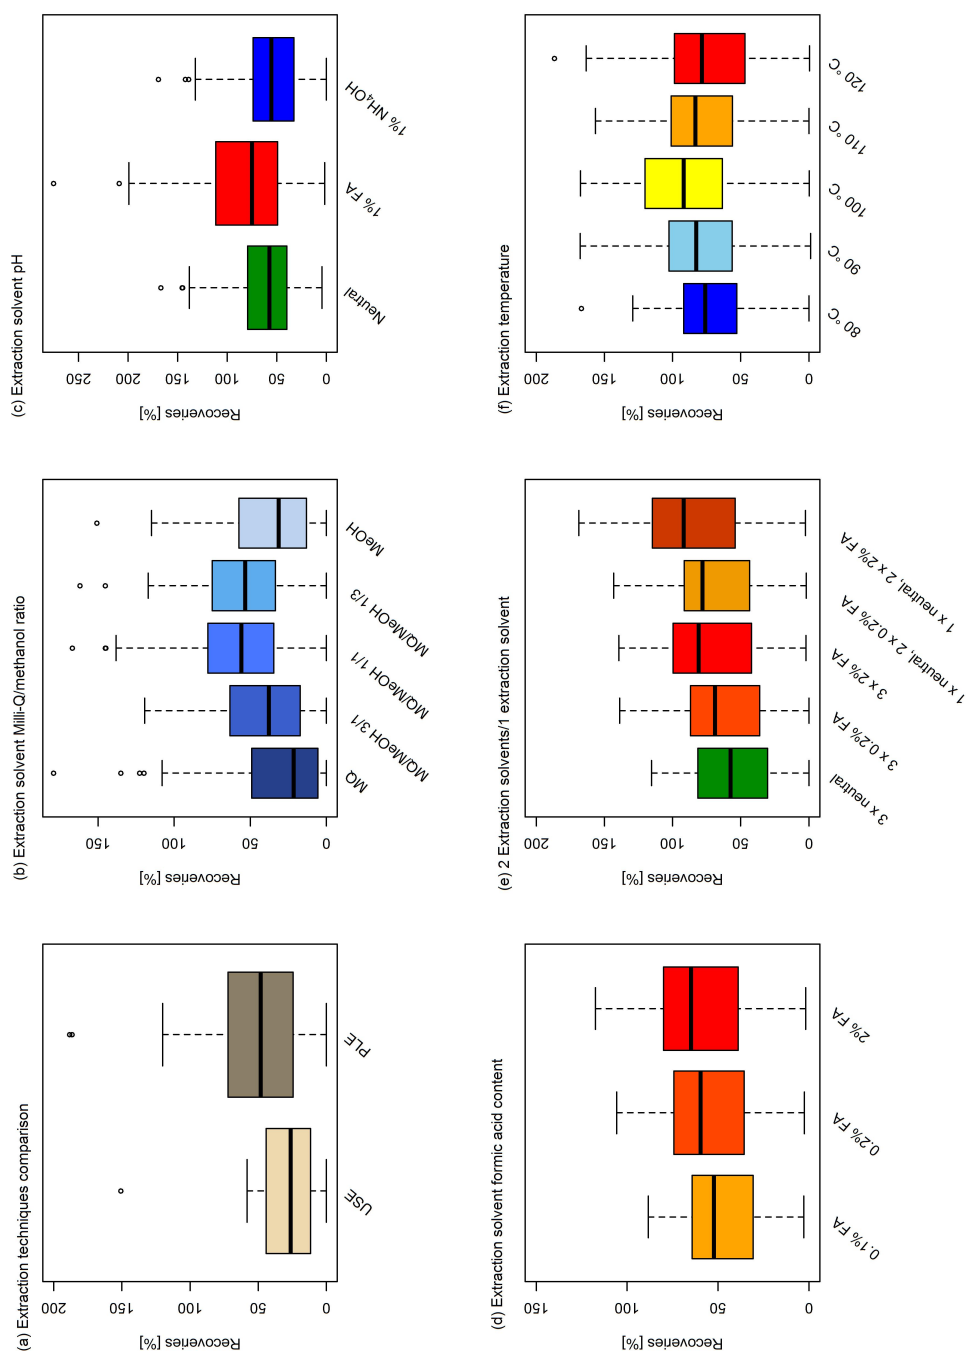 (a) Extraction techniques comparison
Recoveries [%]
0
50
100
150
200
USE
PLE
(b) Extraction solvent Milli-Q/methanol ratio
Recoveries [%]
0
50
100
150
MQ
MQ/MeOH 3/1
MQ/MeOH 1/1
MQ/MeOH 1/3
MeOH
(c) Extraction solvent pH
Recoveries [%]
0
50
100
150
200
250
Neutral
1% FA
1% NH₄OH
(d) Extraction solvent formic acid content
Recoveries [%]
0
50
100
150
0.1% FA
0.2% FA
2% FA
(e) 2 Extraction solvents/1 extraction solvent
Recoveries [%]
0
50
100
150
200
3 x neutral
3 x 0.2% FA
3 x 2% FA
1 x neutral, 2 x 0.2% FA
1 x neutral, 2 x 2% FA
(f) Extraction temperature
Recoveries [%]
0
50
100
150
200
80 °C
90 °C
100 °C
110 °C
120 °C